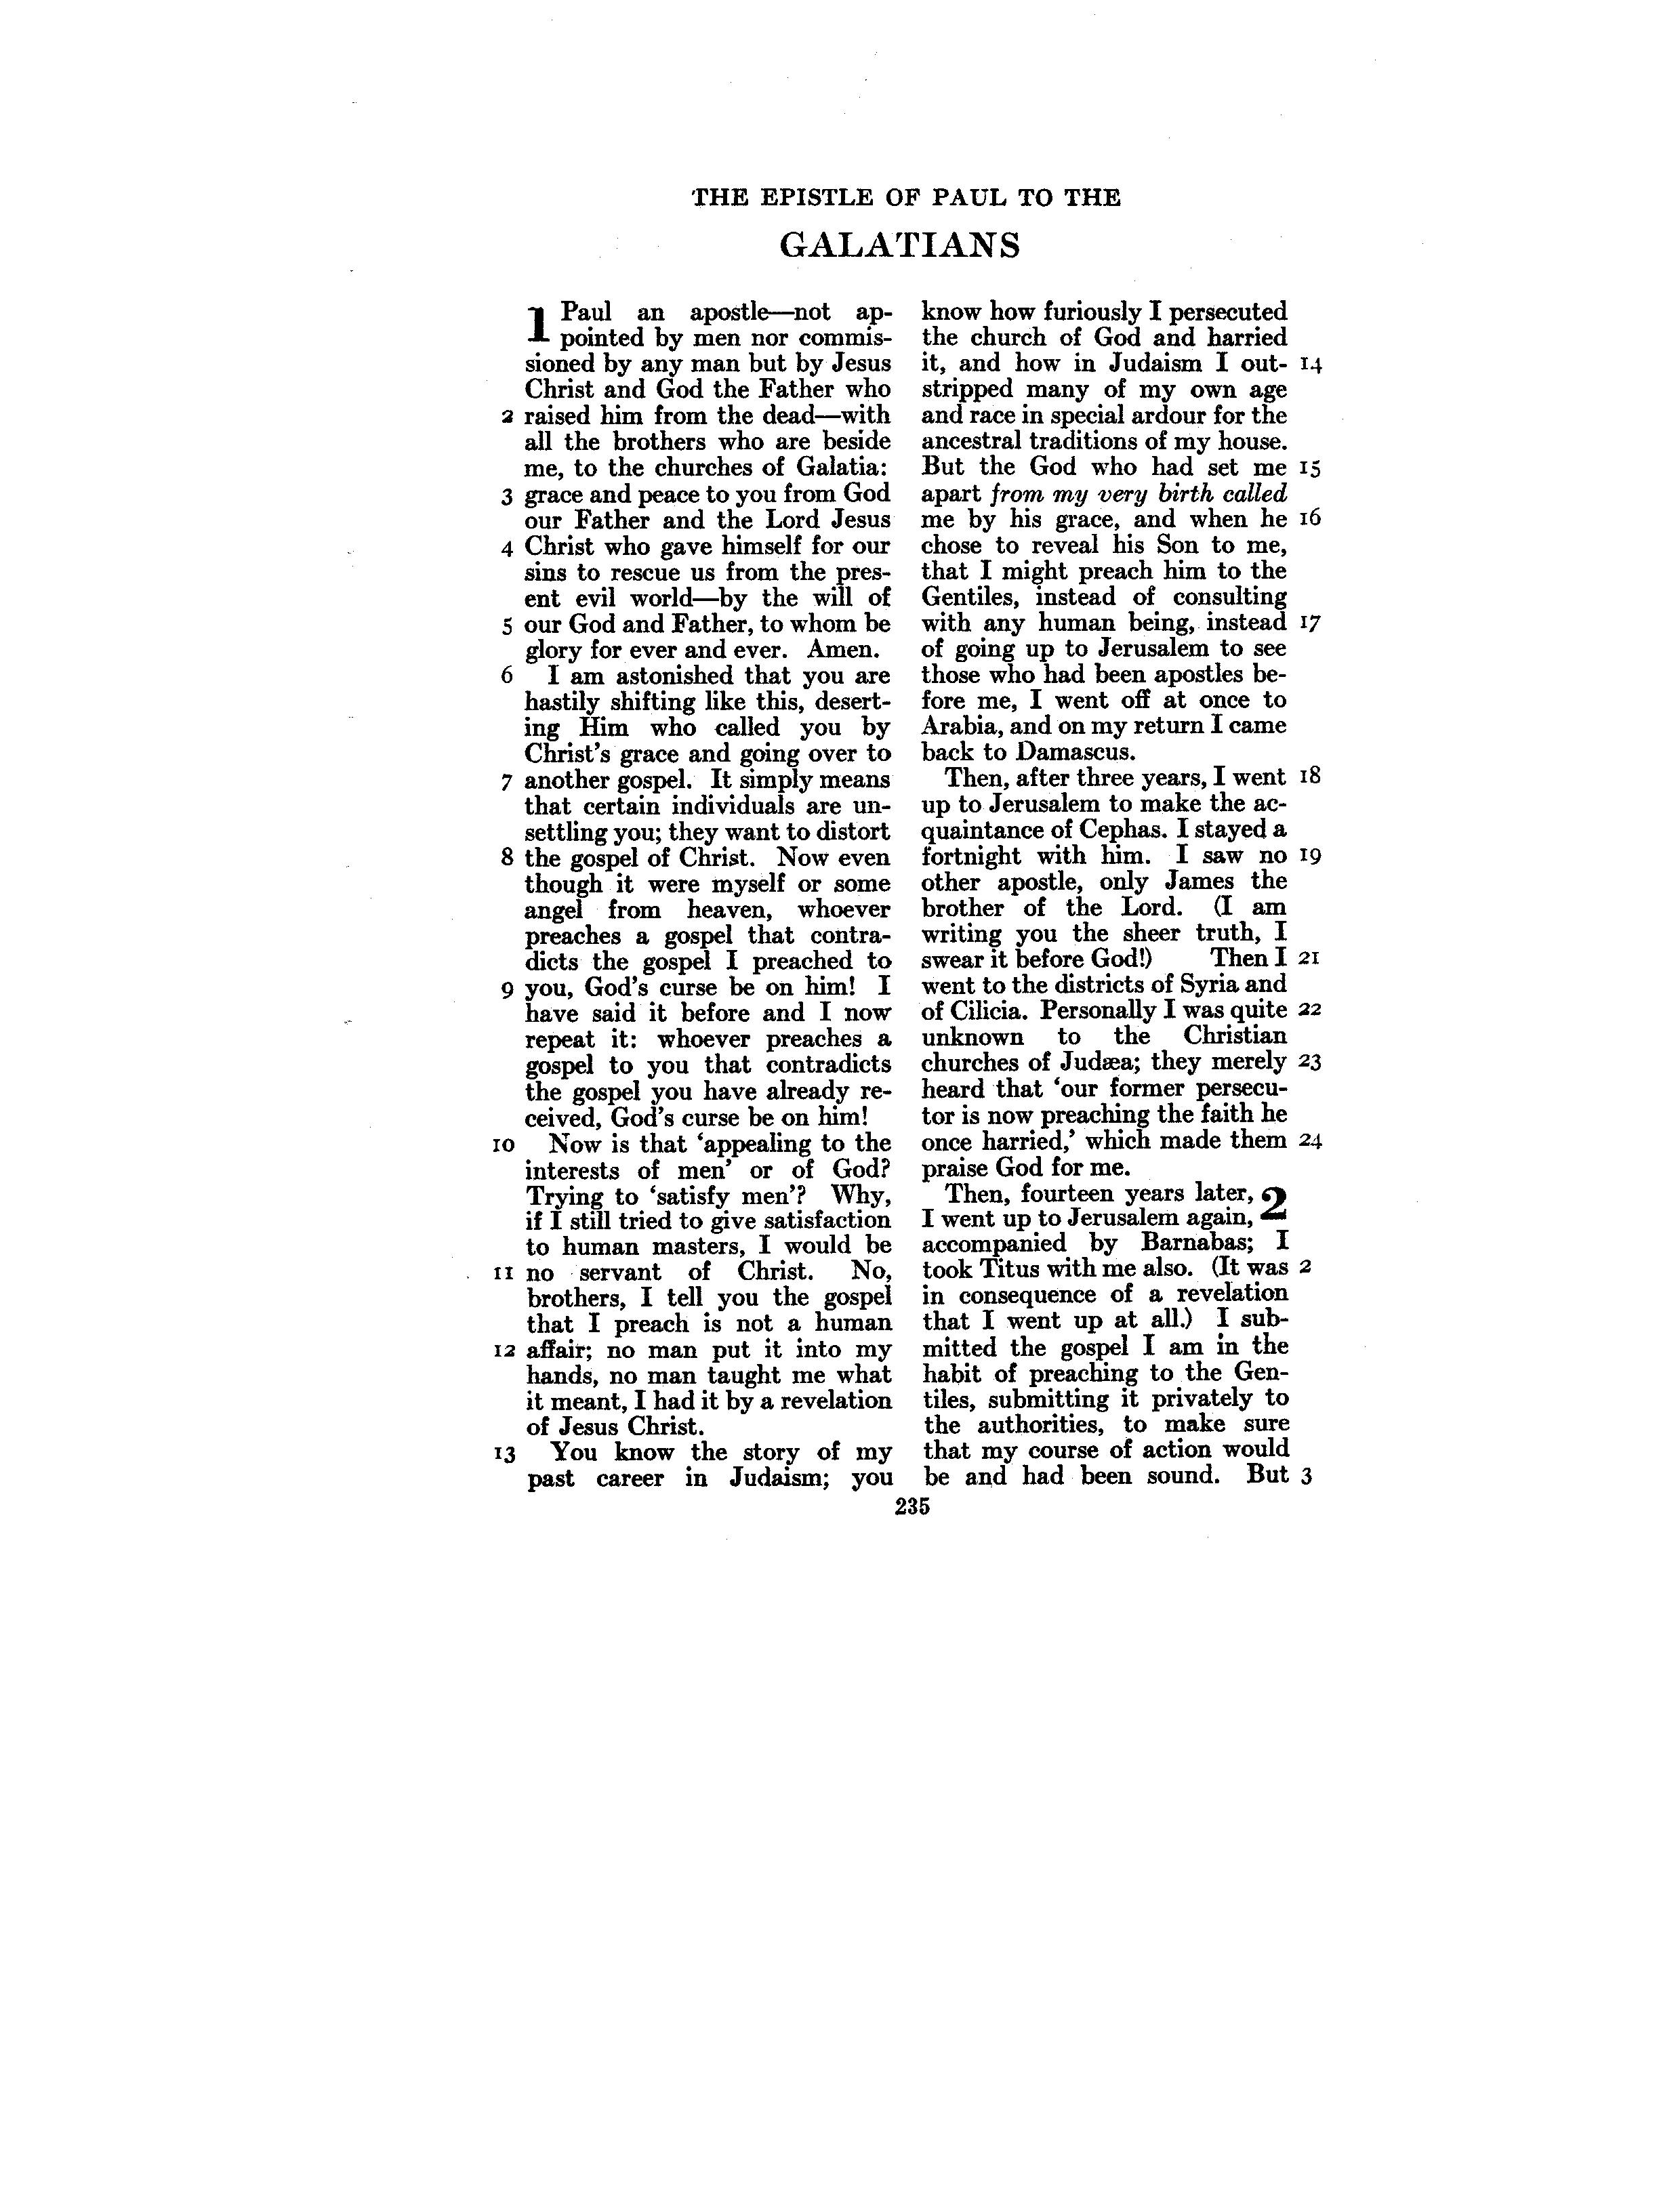 THE EPISTLE OF PAUL TO THE
GALATIANS
1 Paul an apostle—not ap-
pointed by men nor commis-
sioned by any man but by Jesus
Christ and God the Father who
2 raised him from the dead—with
all the brothers who are beside
me, to the churches of Galatia:
3 grace and peace to you from God
our Father and the Lord Jesus
4 Christ who gave himself for our
sins to rescue us from the pres-
ent evil world—by the will of
5 our God and Father, to whom be
glory for ever and ever. Amen.
6 I am astonished that you are
hastily shifting like this, desert-
ing Him who called you by
Christ's grace and going over to
7 another gospel. It simply means
that certain individuals are un-
settling you; they want to distort
8 the gospel of Christ. Now even
though it were myself or some
angel from heaven, whoever
preaches a gospel that contra-
dicts the gospel I preached to
9 you, God's curse be on him! I
have said it before and I now
repeat it: whoever preaches a
gospel to you that contradicts
the gospel you have already re-
ceived, God's curse be on him!
10 Now is that ‘appealing to the
interests of men’ or of God?
Trying to ‘satisfy men’? Why,
if I still tried to give satisfaction
to human masters, I would be
11 no servant of Christ. No,
brothers, I tell you the gospel
that I preach is not a human
12 affair; no man put it into my
hands, no man taught me what
it meant, I had it by a revelation
of Jesus Christ.
13 You know the story of my
past career in Judaism; you
know how furiously I persecuted
the church of God and harried
it, and how in Judaism I out- 14
stripped many of my own age
and race in special ardour for the
ancestral traditions of my house.
But the God who had set me 15
apart from my very birth called
me by his grace, and when he 16
chose to reveal his Son to me,
that I might preach him to the
Gentiles, instead of consulting
with any human being, instead 17
of going up to Jerusalem to see
those who had been apostles be-
fore me, I went off at once to
Arabia, and on my return I came
back to Damascus.
Then, after three years, I went 18
up to Jerusalem to make the ac-
quaintance of Cephas. I stayed a
fortnight with him. I saw no 19
other apostle, only James the
brother of the Lord. (I am
writing you the sheer truth, I
swear it before God!) Then I 21
went to the districts of Syria and
of Cilicia. Personally I was quite 22
unknown to the Christian
churches of Judæa; they merely 23
heard that ‘our former persecu-
tor is now preaching the faith he
once harried,’ which made them 24
praise God for me.
Then, fourteen years later, 2
I went up to Jerusalem again,
accompanied by Barnabas; I
took Titus with me also. (It was 2
in consequence of a revelation
that I went up at all.) I sub-
mitted the gospel I am in the
habit of preaching to the Gen-
tiles, submitting it privately to
the authorities, to make sure
that my course of action would
be and had been sound. But 3
235